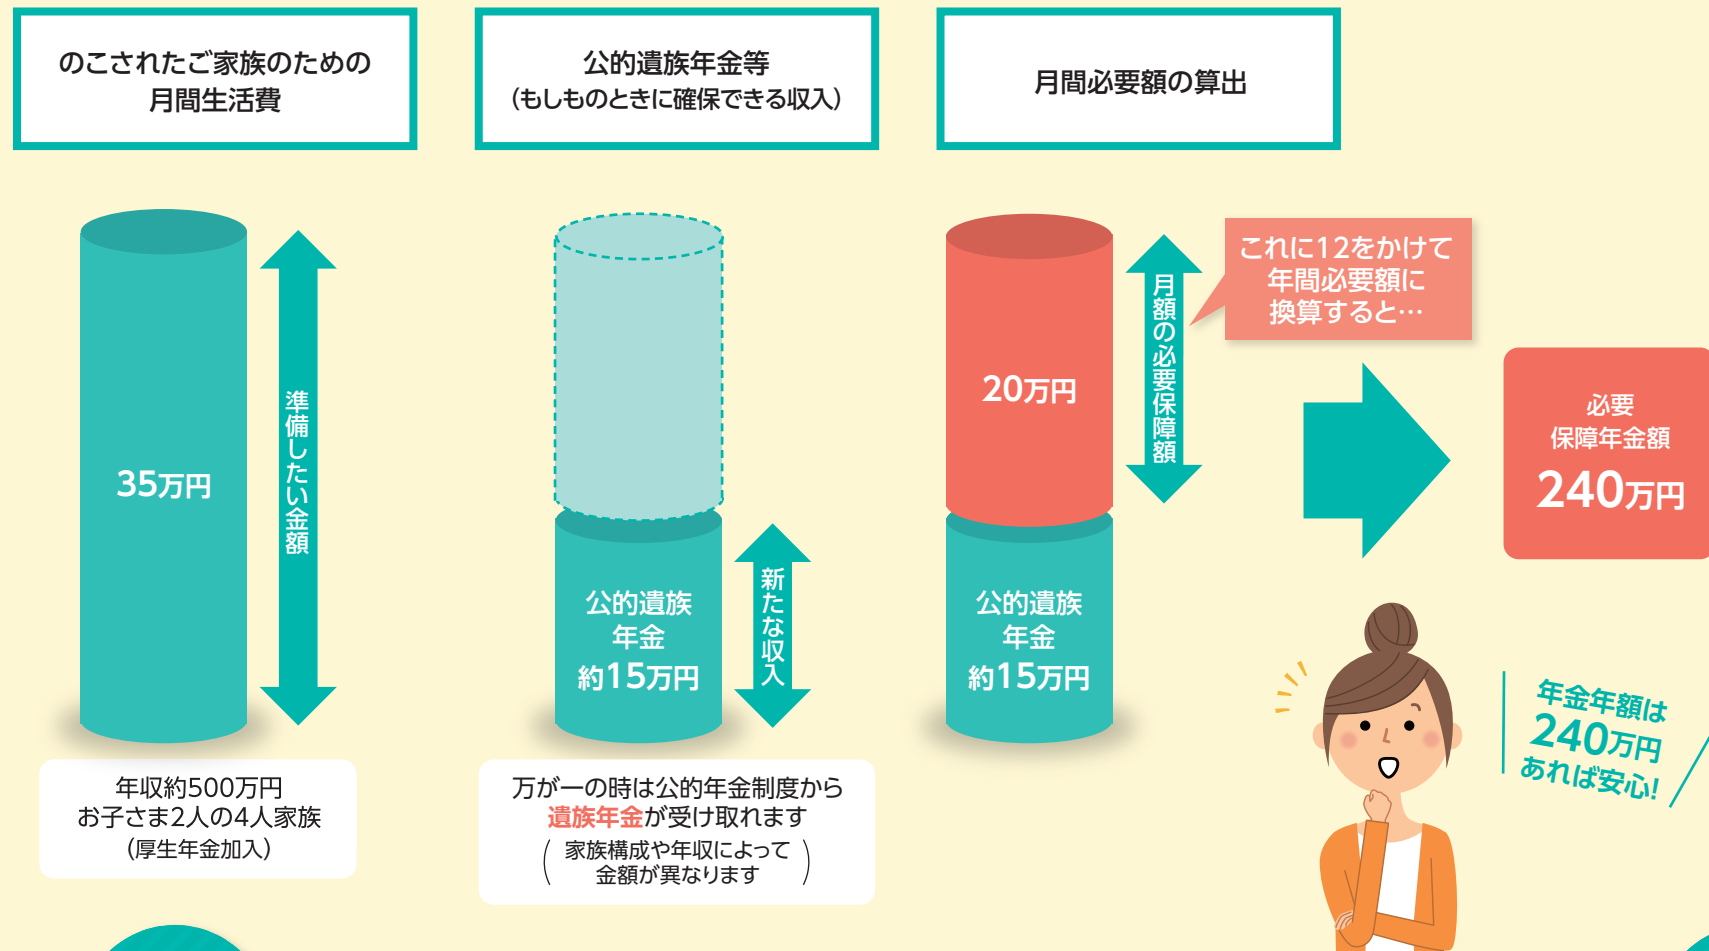 のこされたご家族のための
月間生活費
公的遺族年金等
（もしものときに確保できる収入）
月間必要額の算出
35万円
準備したい金額
年収約500万円
お子さま2人の4人家族
（厚生年金加入）
公的遺族
年金
約15万円
新たな収入
万が一の時は公的年金制度から
遺族年金が受け取れます
（家族構成や年収によって
金額が異なります）
20万円
公的遺族
年金
約15万円
月額の必要保障額
これに12をかけて
年間必要額に
換算すると…
必要
保障年金額
240万円
年金年額は
240万円
あれば安心！